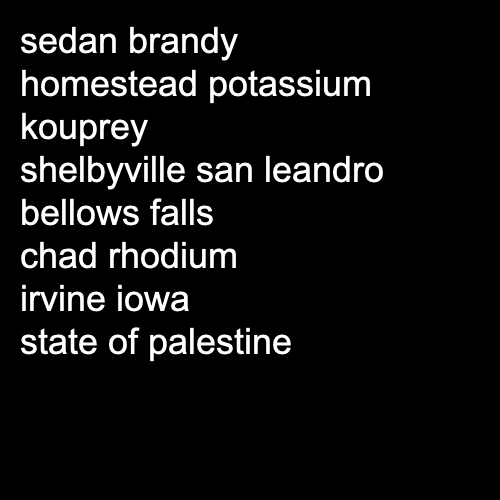 sedan brandy
homestead potassium
kouprey
shelbyville san leandro
bellows falls
chad rhodium
irvine iowa
state of palestine